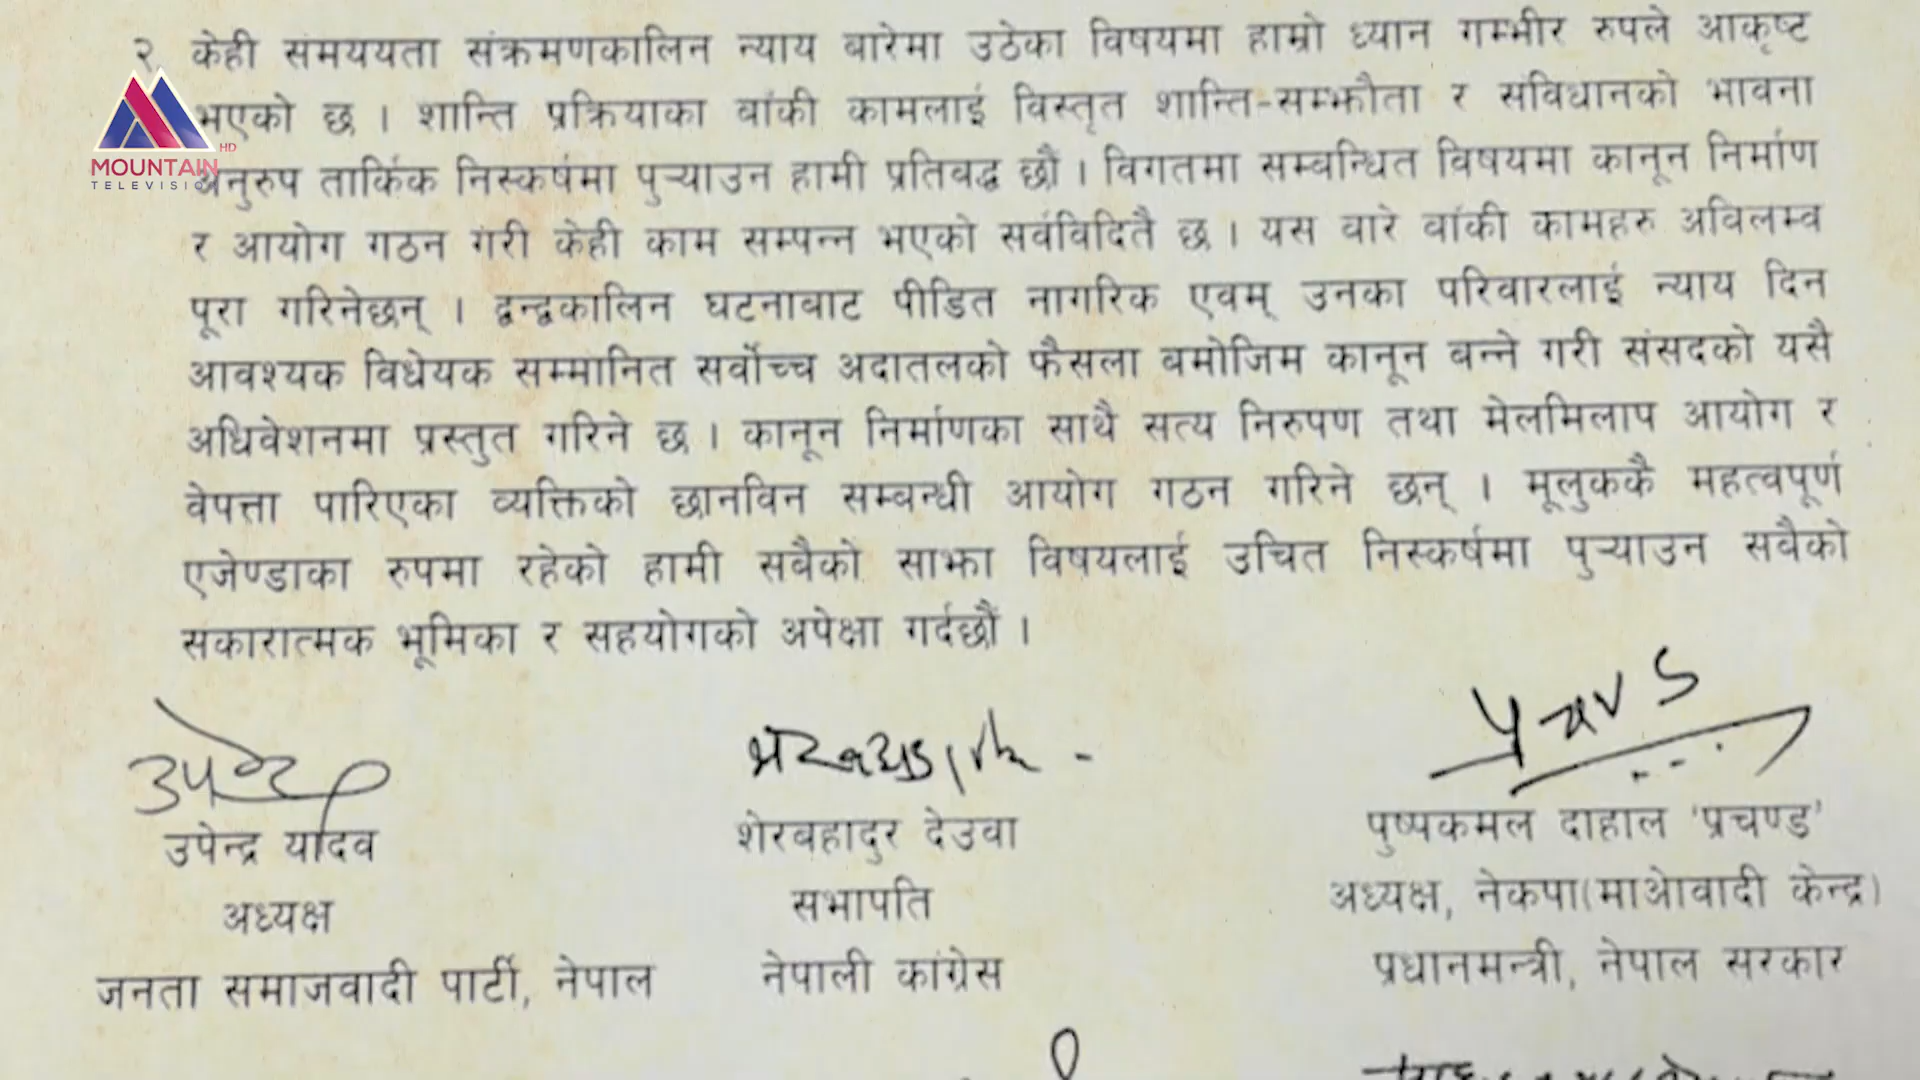 २ केही समययता संक्रमणकालिन न्याय बारेमा उठेका विषयमा हाम्रो ध्यान गम्भीर रुपले आकृष्ट
भएको छ । शान्ति प्रक्रियाका बांकी कामलाई विस्तृत शान्ति-सम्झौता र संविधानको भावना
अनुरुप तार्किक निस्कर्षमा पुऱ्याउन हामी प्रतिवद्ध छौं । विगतमा सम्वन्धित विषयमा कानून निर्माण
र आयोग गठन गरी केही काम सम्पन्न भएको सर्वविदितै छ । यस वारे वांकी कामहरु अविलम्व
पूरा गरिनेछन् । द्वन्द्वकालिन घटनावाट पीडित नागरिक एवम् उनका परिवारलाई न्याय दिन
आवश्यक विधेयक सम्मानित सर्वोच्च अदातलको फैसला वमोजिम कानून वन्ने गरी संसदको यसै
अधिवेशनमा प्रस्तुत गरिने छ । कानून निर्माणका साथै सत्य निरुपण तथा मेलमिलाप आयोग र
वेपत्ता पारिएका व्यक्तिको छानविन सम्बन्धी आयोग गठन गरिने छन् । मूलुककै महत्वपूर्ण
एजेण्डाका रुपमा रहेको हामी सवैको साझा विषयलाई उचित निस्कर्षमा पुऱ्याउन सवैको
सकारात्मक भूमिका र सहयोगको अपेक्षा गर्दछौं ।
MOUNTAIN HD
TELEVISION
उपेन्द्र यादव
अध्यक्ष
जनता समाजवादी पार्टी, नेपाल
शेरबहादुर देउवा
सभापति
नेपाली कांग्रेस
पुष्पकमल दाहाल 'प्रचण्ड'
अध्यक्ष, नेकपा(माओवादी केन्द्र)
प्रधानमन्त्री, नेपाल सरकार